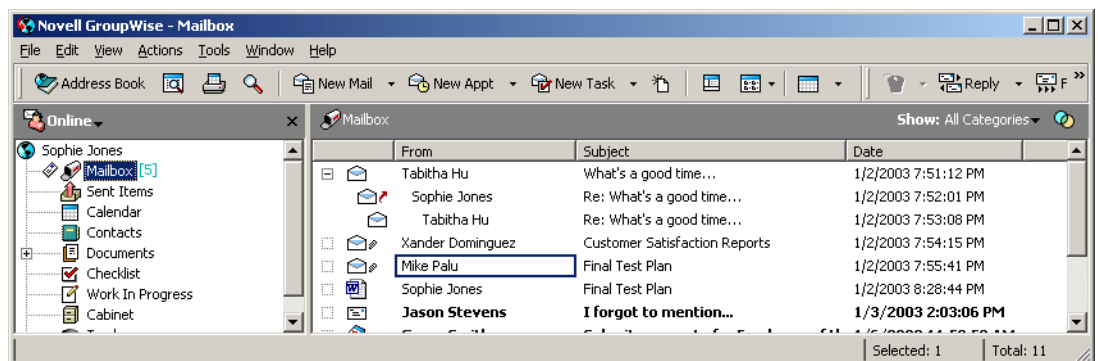 Novell GroupWise - Mailbox
File Edit View Actions Tools Window Help
Address Book New Mail New Appt New Task Reply F »
Online Mailbox Show: All Categories
Sophie Jones
Mailbox [5]
Sent Items
Calendar
Contacts
Documents
Checklist
Work In Progress
Cabinet
From Subject Date
Tabitha Hu What's a good time... 1/2/2003 7:51:12 PM
Sophie Jones Re: What's a good time... 1/2/2003 7:52:01 PM
Tabitha Hu Re: What's a good time... 1/2/2003 7:53:08 PM
Xander Dominguez Customer Satisfaction Reports 1/2/2003 7:54:15 PM
Mike Palu Final Test Plan 1/2/2003 7:55:41 PM
Sophie Jones Final Test Plan 1/2/2003 8:28:44 PM
Jason Stevens I forgot to mention... 1/3/2003 2:03:06 PM
Selected: 1 Total: 11